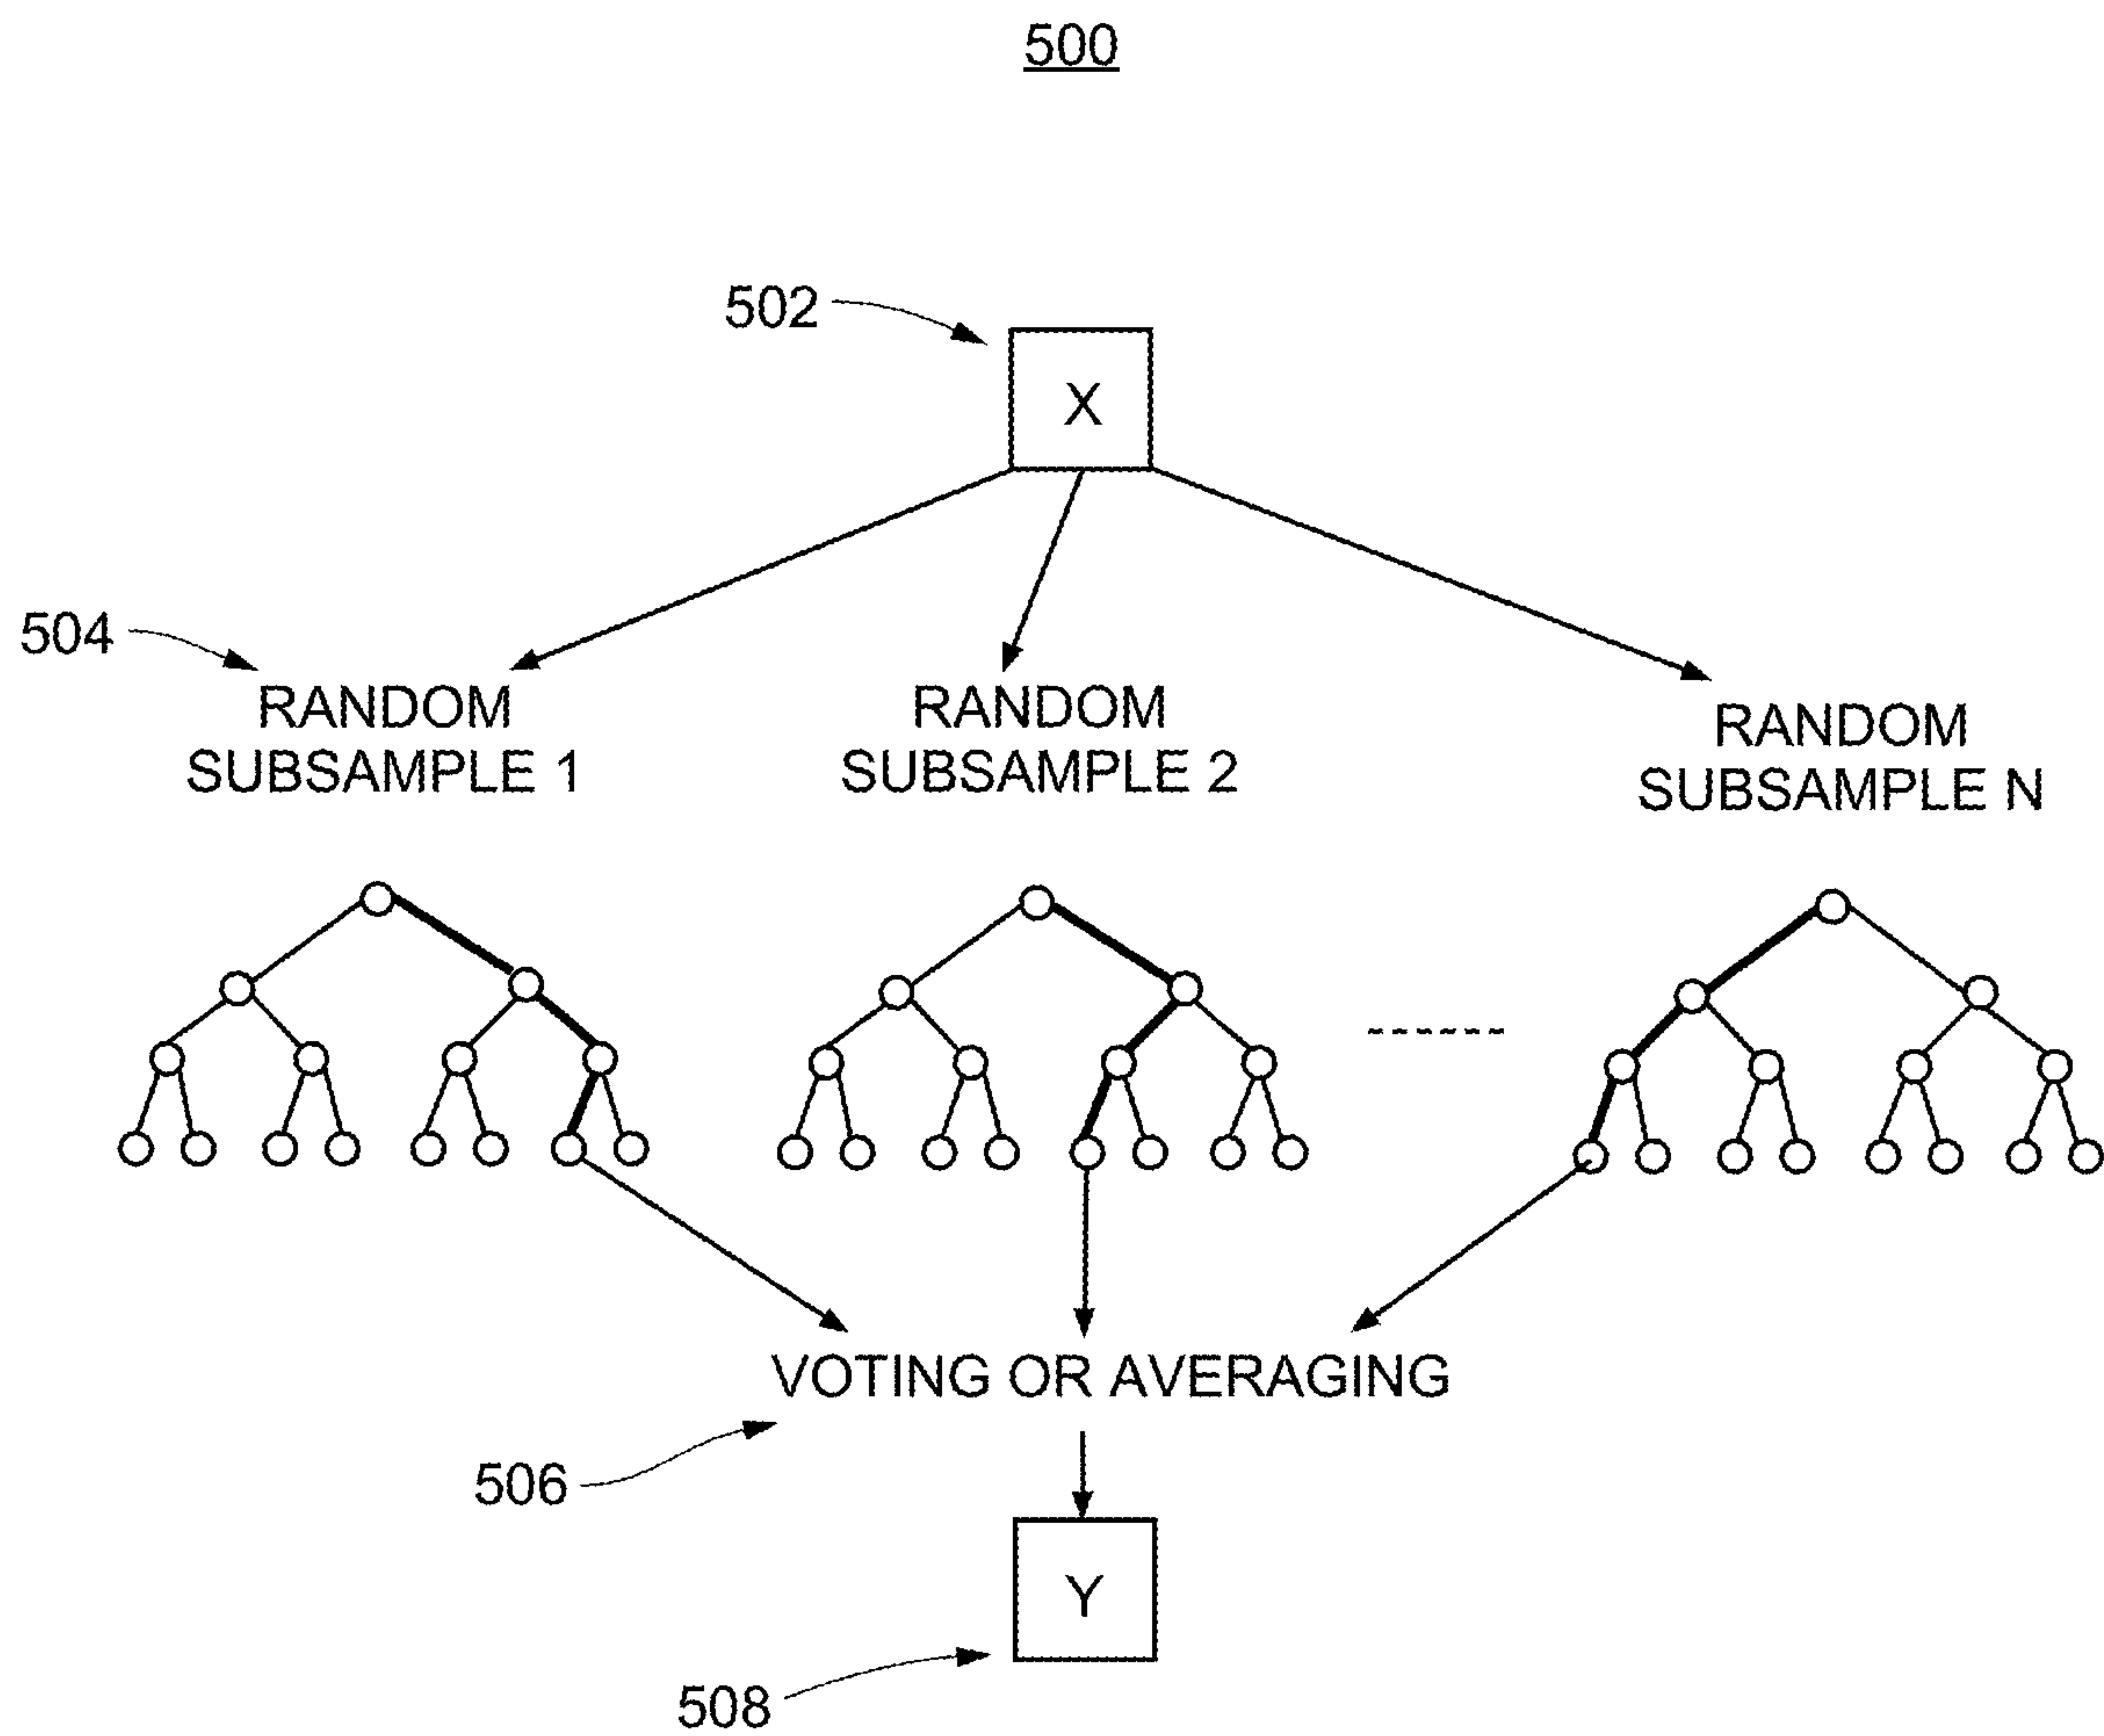 500
502
X
504
RANDOM
SUBSAMPLE 1
RANDOM
SUBSAMPLE 2
RANDOM
SUBSAMPLE N
VOTING OR AVERAGING
506
Y
508